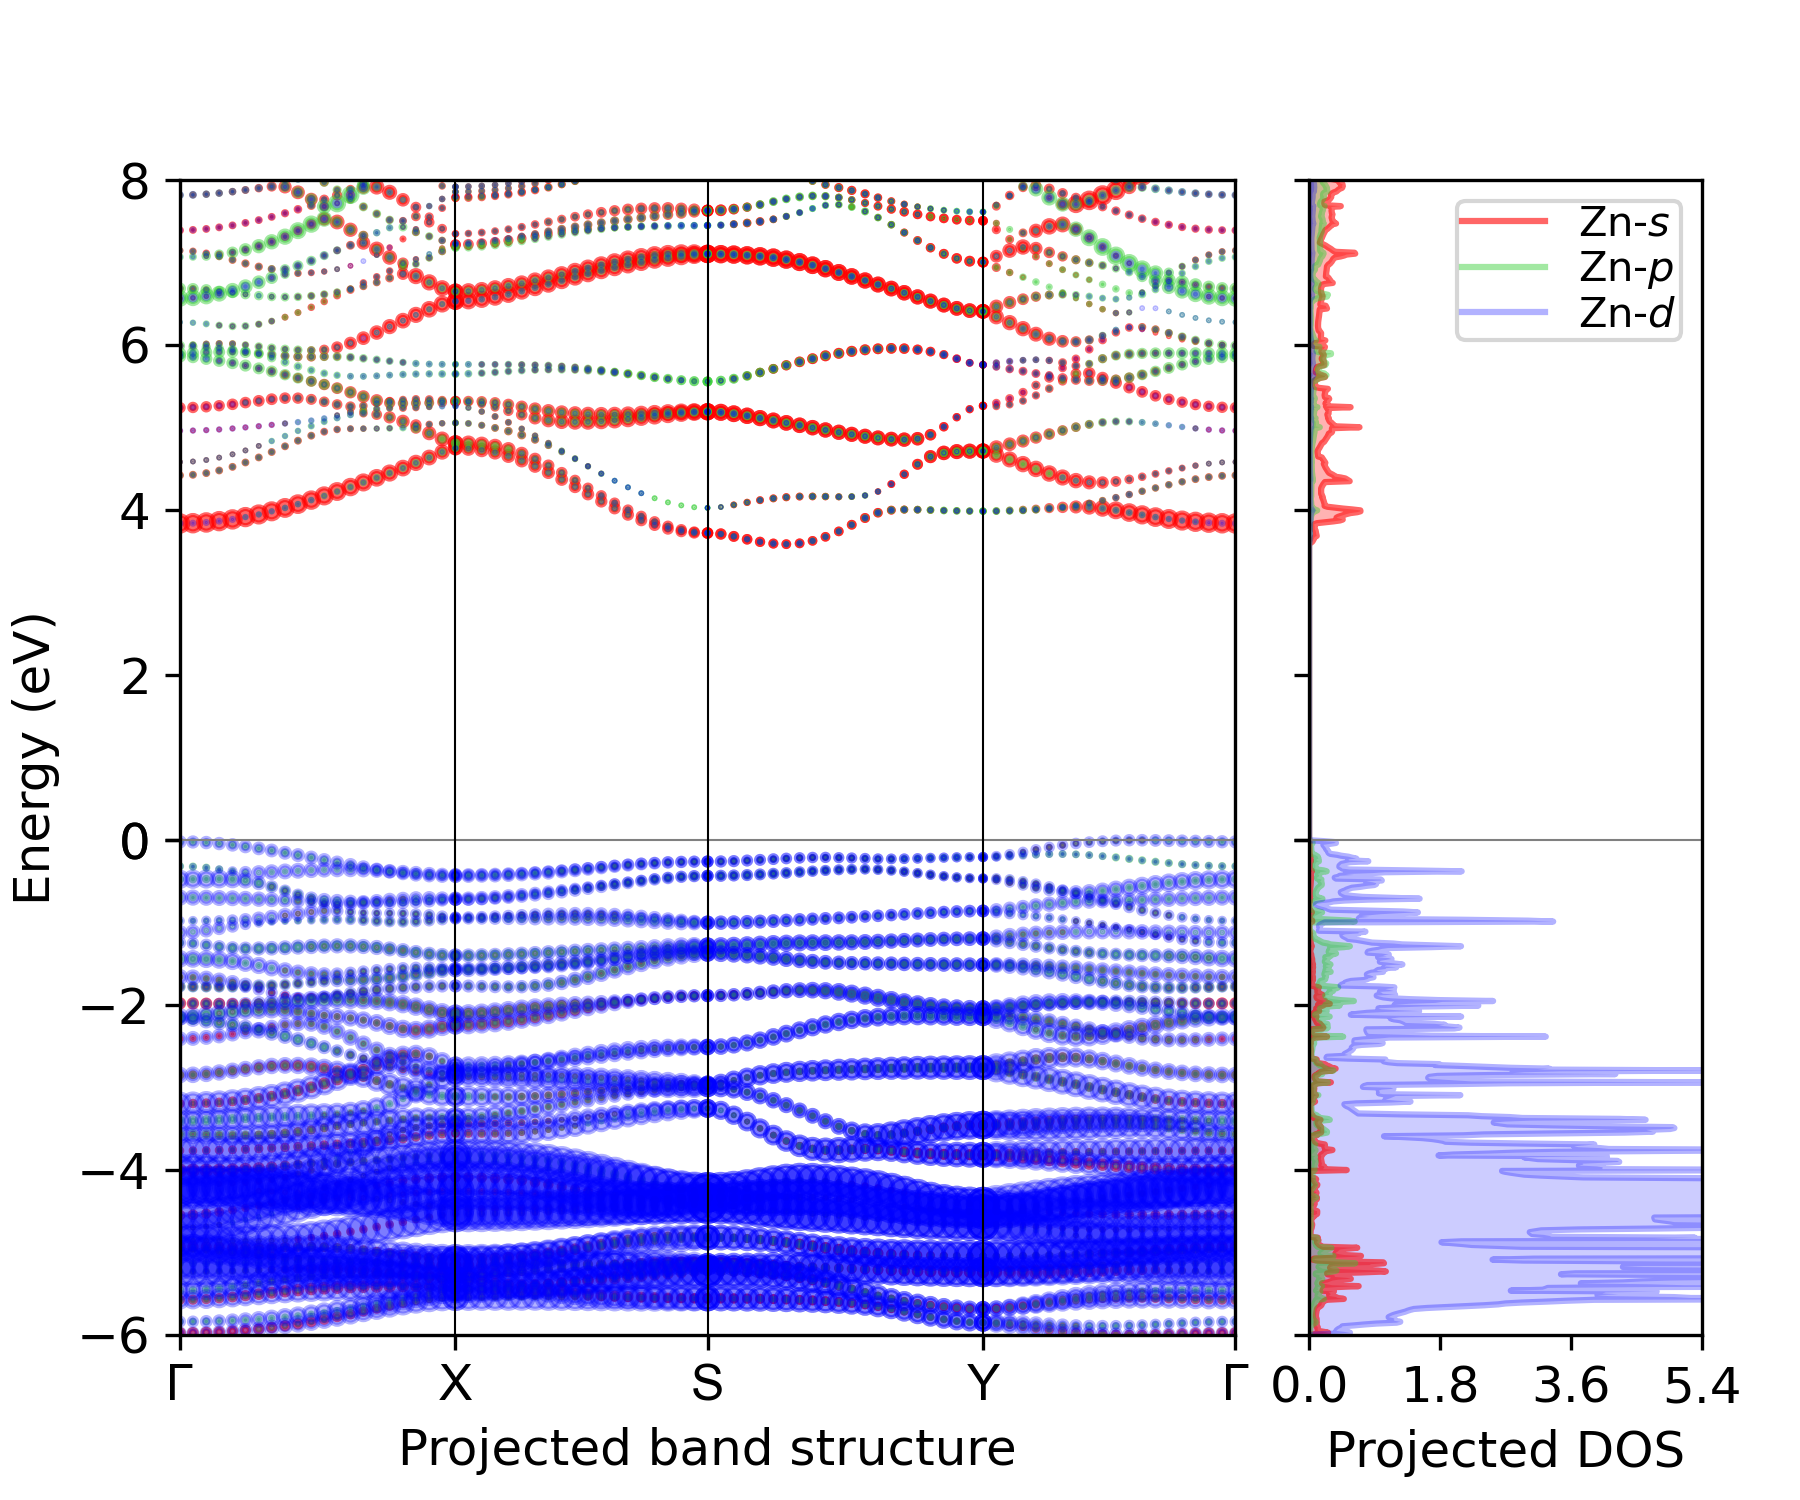 Energy (eV)
8
6
4
2
0
−2
−4
−6
Γ X S Y Γ
Projected band structure
Zn-s
Zn-p
Zn-d
0.0 1.8 3.6 5.4
Projected DOS